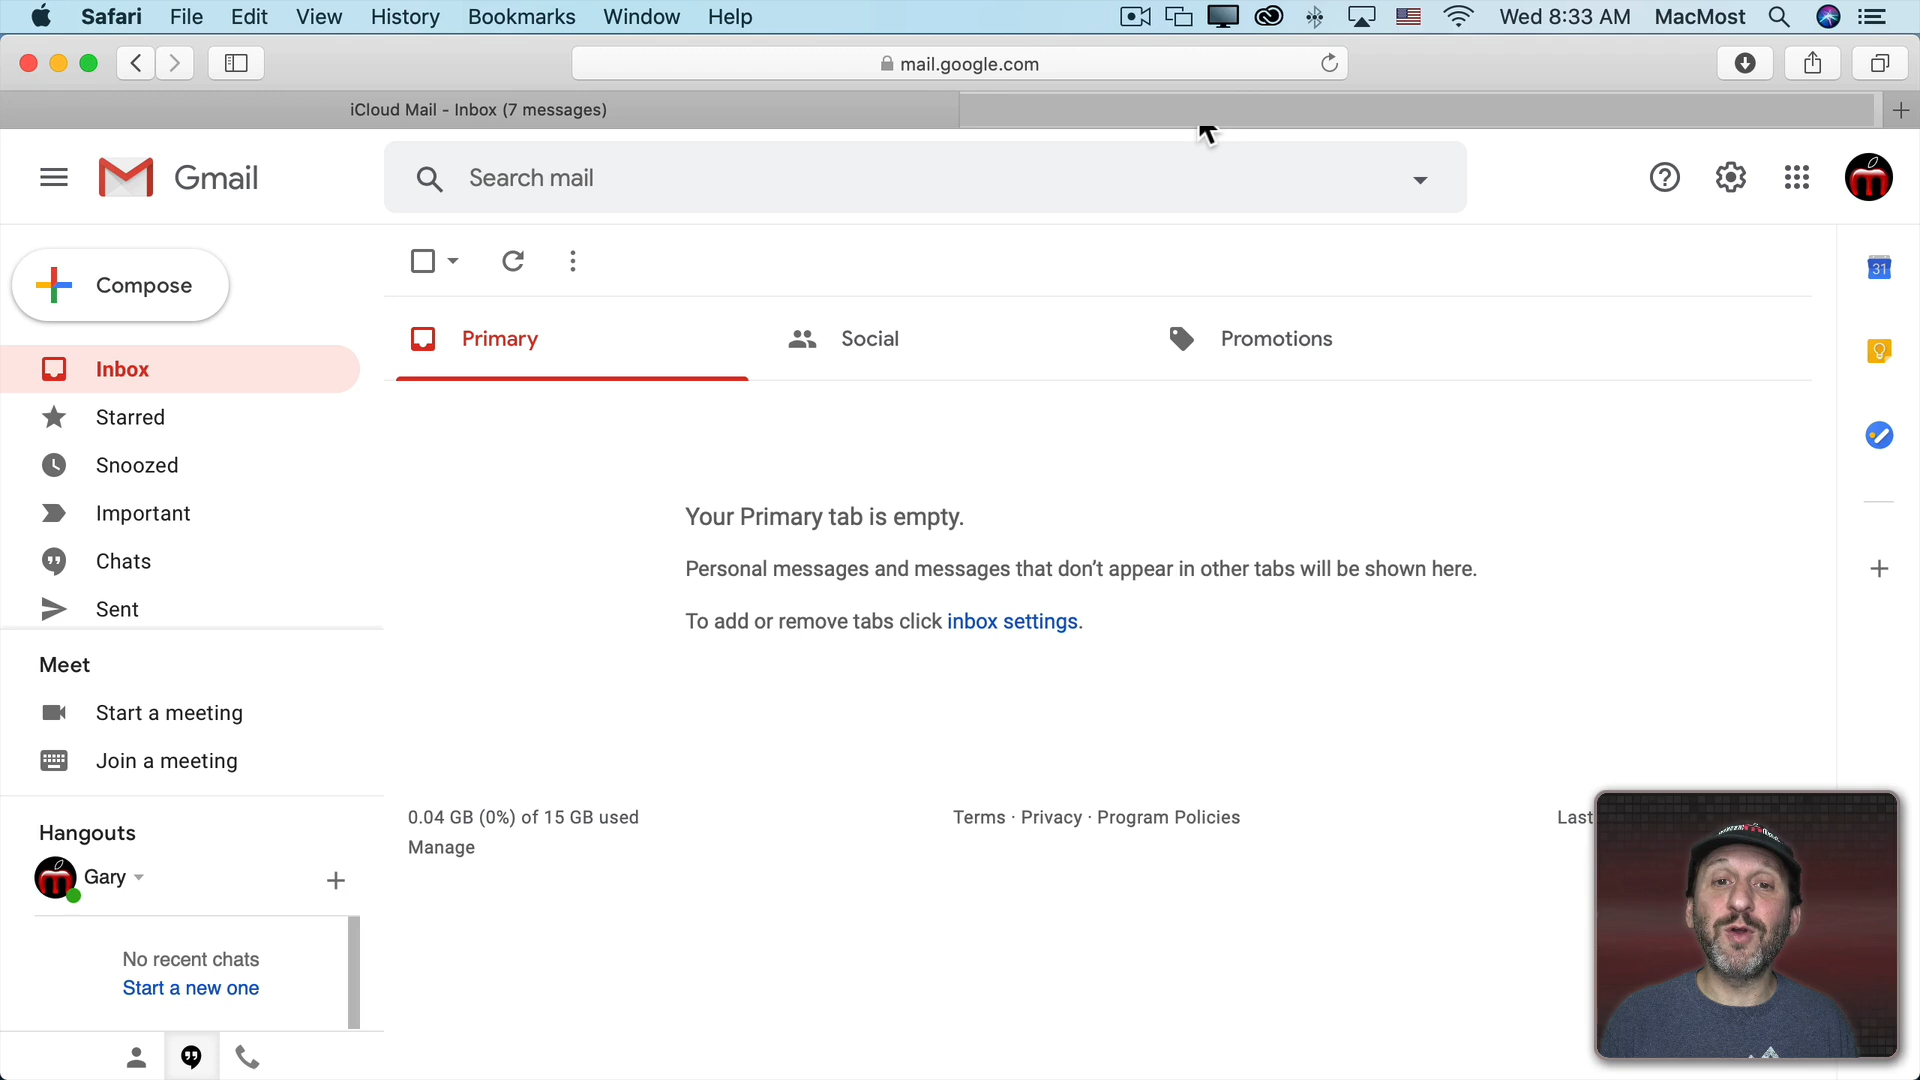 Safari File Edit View History Bookmarks Window Help Wed 8:33 AM MacMost
mail.google.com
iCloud Mail - Inbox (7 messages)
Gmail
Search mail
Compose
Inbox
Starred
Snoozed
Important
Chats
Sent
Meet
Start a meeting
Join a meeting
Hangouts
Gary
No recent chats
Start a new one
Primary Social Promotions
Your Primary tab is empty.
Personal messages and messages that don't appear in other tabs will be shown here.
To add or remove tabs click inbox settings.
0.04 GB (0%) of 15 GB used
Manage
Terms · Privacy · Program Policies
Last
31